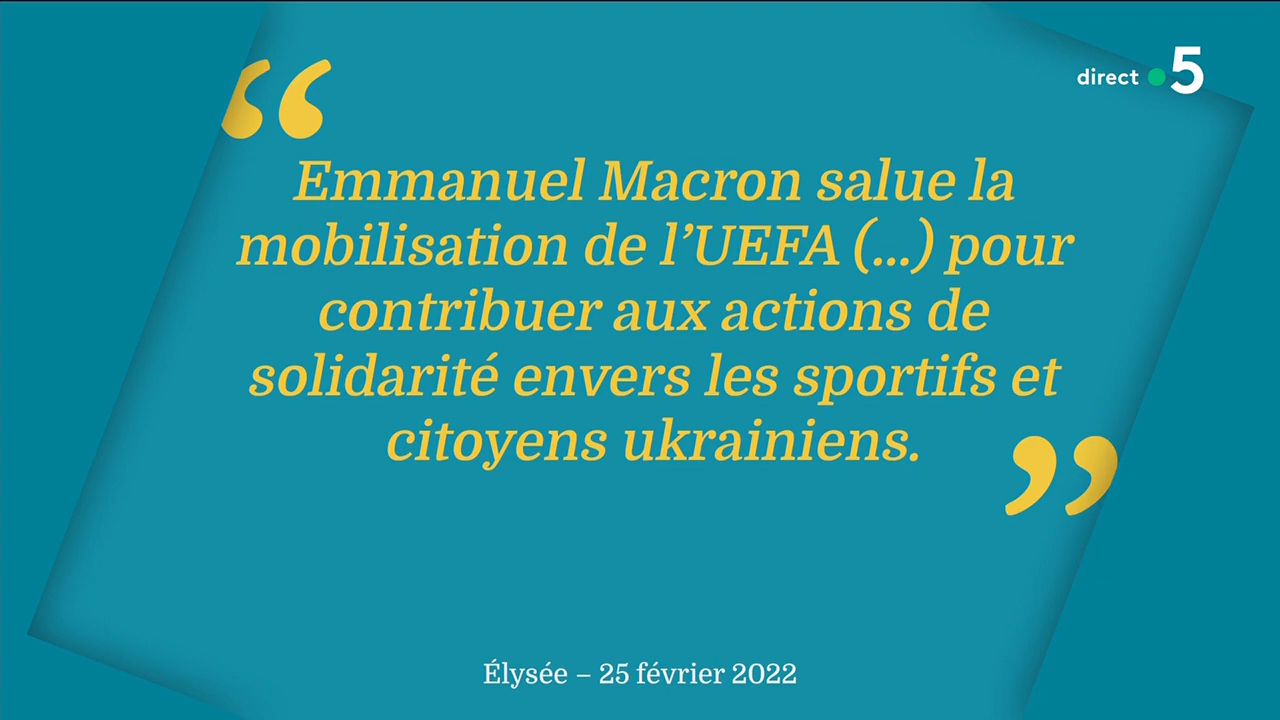 direct 5
“
Emmanuel Macron salue la
mobilisation de l’UEFA (...) pour
contribuer aux actions de
solidarité envers les sportifs et
citoyens ukrainiens.
”
Élysée – 25 février 2022